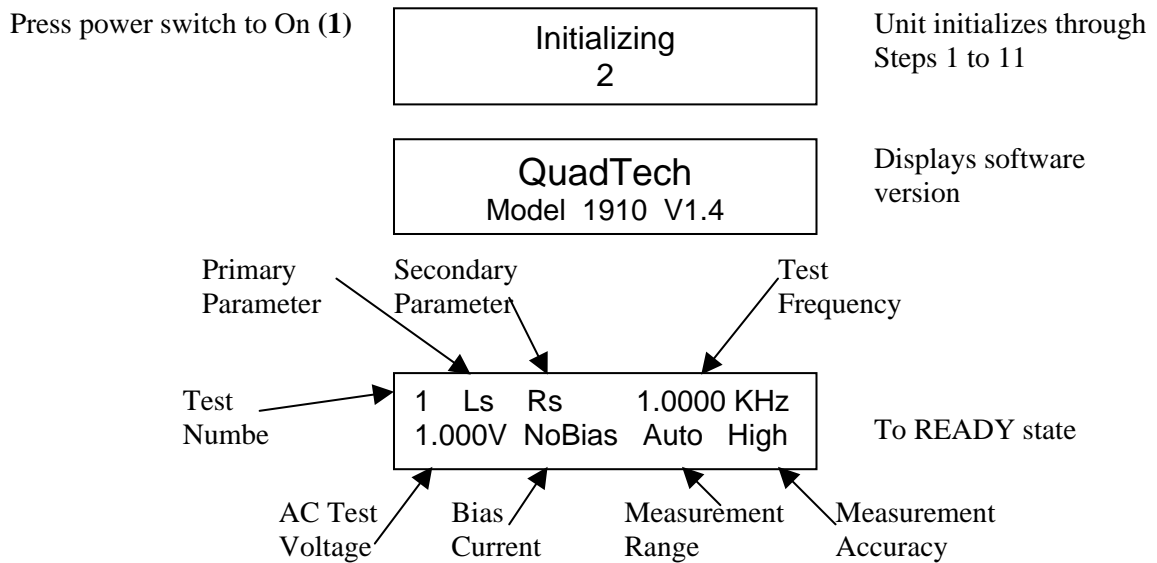 Press power switch to On (1)
Initializing
2
Unit initializes through
Steps 1 to 11
QuadTech
Model 1910 V1.4
Displays software
version
Primary
Parameter
Secondary
Parameter
Test
Frequency
Test
Numbe
1 Ls Rs 1.0000 KHz
1.000V NoBias Auto High
To READY state
AC Test
Voltage
Bias
Current
Measurement
Range
Measurement
Accuracy